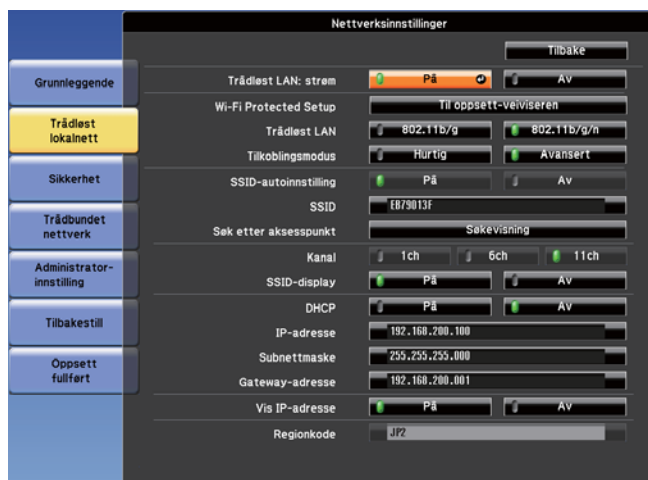 Nettverksinnstillinger
Tilbake
Grunnleggende
Trådløst
lokalnett
Sikkerhet
Trådbundet
nettverk
Administrator-
innstilling
Tilbakestill
Oppsett
fullført
Trådløst LAN: strøm På Av
Wi-Fi Protected Setup Til oppsett-veiviseren
Trådløst LAN 802.11b/g 802.11b/g/n
Tilkoblingsmodus Hurtig Avansert
SSID-autoinnstilling På Av
SSID EB79013F
Søk etter aksesspunkt Søkevisning
Kanal 1ch 6ch 11ch
SSID-display På Av
DHCP På Av
IP-adresse 192.168.200.100
Subnettmaske 255.255.255.000
Gateway-adresse 192.168.200.001
Vis IP-adresse På Av
Regionkode JP2